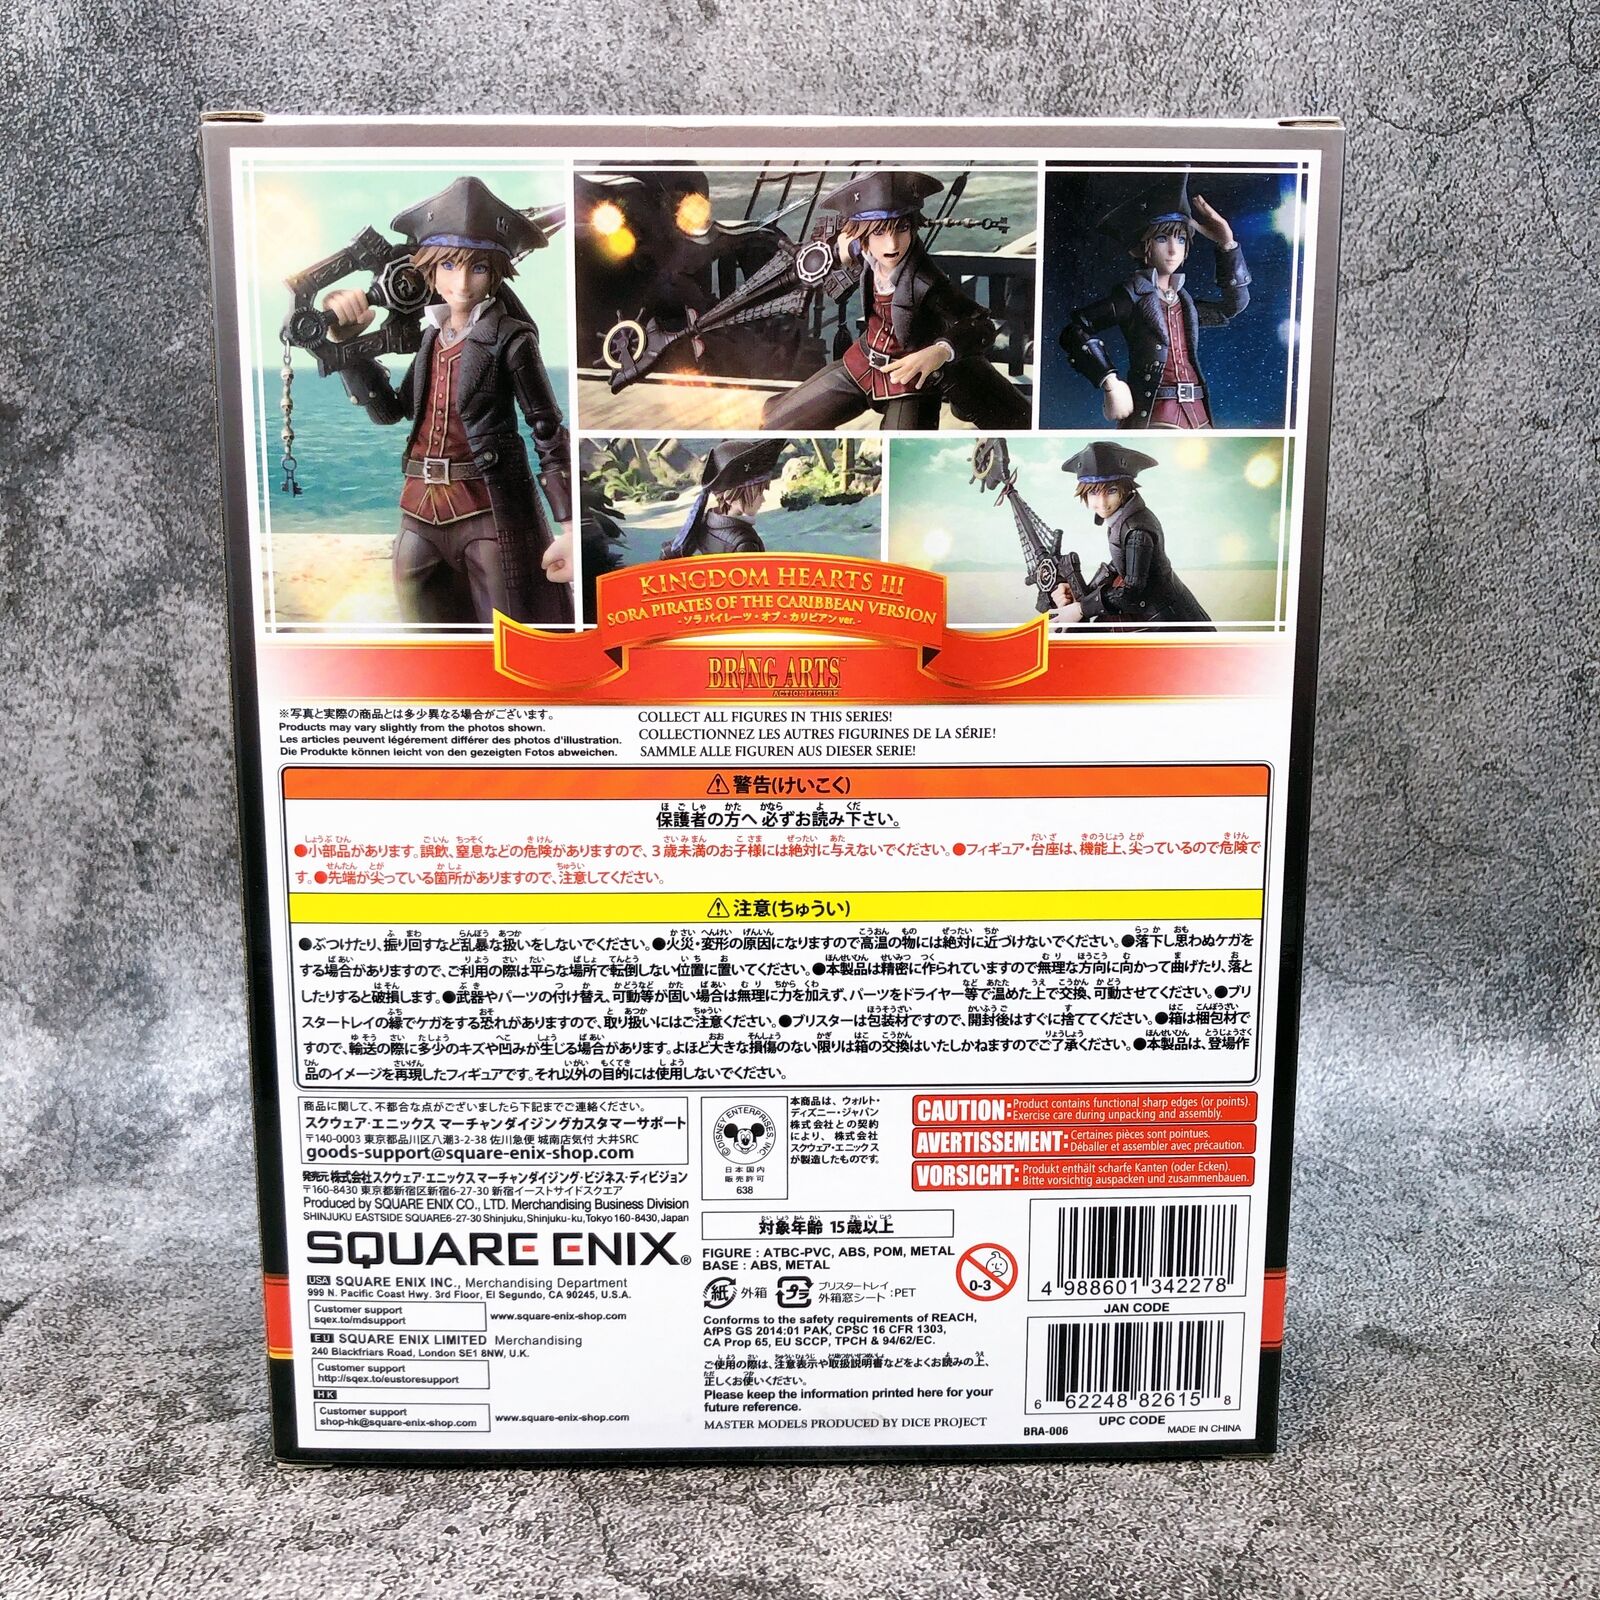 KINGDOM HEARTS III
SORA PIRATES OF THE CARIBBEAN VERSION
- ソラ パイレーツ・オブ・カリビアン ver. -
BRING ARTS™
ACTION FIGURE
※写真と実際の商品とは多少異なる場合がございます。
Products may vary slightly from the photos shown.
Les articles peuvent légèrement différer des photos d'illustration.
Die Produkte können leicht von den gezeigten Fotos abweichen.
COLLECT ALL FIGURES IN THIS SERIES!
COLLECTIONNEZ LES AUTRES FIGURINES DE LA SÉRIE!
SAMMLE ALLE FIGUREN AUS DIESER SERIE!
⚠警告(けいこく)
保護者の方へ 必ずお読み下さい。
●小部品があります。誤飲、窒息などの危険がありますので、3歳未満のお子様には絶対に与えないでください。●フィギュア・台座は、機能上、尖っているので危険で
す。●先端が尖っている箇所がありますので、注意してください。
⚠注意(ちゅうい)
●ぶつけたり、振り回すなど乱暴な扱いをしないでください。●火災・変形の原因になりますので高温の物には絶対に近づけないでください。●落下し思わぬケガを
する場合がありますので、ご利用の際は平らな場所で転倒しない位置に置いてください。●本製品は精密に作られていますので無理な方向に向かって曲げたり、落と
したりすると破損します。●武器やパーツの付け替え、可動等が固い場合は無理に力を加えず、パーツをドライヤー等で温めた上で交換、可動させてください。●ブリ
スタートレイの縁でケガをする恐れがありますので、取り扱いにはご注意ください。●ブリスターは包装材ですので、開封後はすぐに捨ててください。●箱は梱包材で
すので、輸送の際に多少のキズや凹みが生じる場合があります。よほど大きな損傷のない限りは箱の交換はいたしかねますのでご了承ください。●本製品は、登場作
品のイメージを再現したフィギュアです。それ以外の目的には使用しないでください。
商品に関して、不都合な点がございましたら下記までご連絡ください。
スクウェア・エニックス マーチャンダイジングカスタマーサポート
〒140-0003 東京都品川区八潮3-2-38 佐川急便 城南店気付 大井SRC
goods-support@square-enix-shop.com
発売元 株式会社スクウェア・エニックス マーチャンダイジング・ビジネス・ディビジョン
〒160-8430 東京都新宿区新宿6-27-30 新宿イーストサイドスクエア
Produced by SQUARE ENIX CO., LTD. Merchandising Business Division
SHINJUKU EASTSIDE SQUARE6-27-30 Shinjuku, Shinjuku-ku, Tokyo 160-8430, Japan
SQUARE ENIX®
USA SQUARE ENIX INC., Merchandising Department
999 N. Pacific Coast Hwy. 3rd Floor, El Segundo, CA 90245, U.S.A.
Customer support
sqex.to/mdsupport
www.square-enix-shop.com
EU SQUARE ENIX LIMITED Merchandising
240 Blackfriars Road, London SE1 8NW, U.K.
Customer support
http://sqex.to/eustoresupport
HK
Customer support
shop-hk@square-enix-shop.com
www.square-enix-shop.com
©DISNEY ENTERPRISES, INC.
日本国内
販売許可
638
本商品は、ウォルト・
ディズニー・ジャパン
株式会社との契約
により、株式会社
スクウェア・エニックス
が製造したものです。
対象年齢 15歳以上
FIGURE : ATBC-PVC, ABS, POM, METAL
BASE : ABS, METAL
0-3
紙 外箱
プラ ブリスタートレイ
外箱窓シート :PET
Conforms to the safety requirements of REACH,
AfPS GS 2014:01 PAK, CPSC 16 CFR 1303,
CA Prop 65, EU SCCP, TPCH & 94/62/EC.
ご使用の際は、注意表示や取扱説明書などをよくお読みの上、
正しくお使いください。
Please keep the information printed here for your
future reference.
MASTER MODELS PRODUCED BY DICE PROJECT
CAUTION: Product contains functional sharp edges (or points).
Exercise care during unpacking and assembly.
AVERTISSEMENT: Certaines pièces sont pointues.
Déballer et assembler avec précaution.
VORSICHT: Produkt enthält scharfe Kanten (oder Ecken).
Bitte vorsichtig auspacken und zusammenbauen.
4 988601 342278
JAN CODE
6 62248 82615 8
UPC CODE
BRA-006
MADE IN CHINA